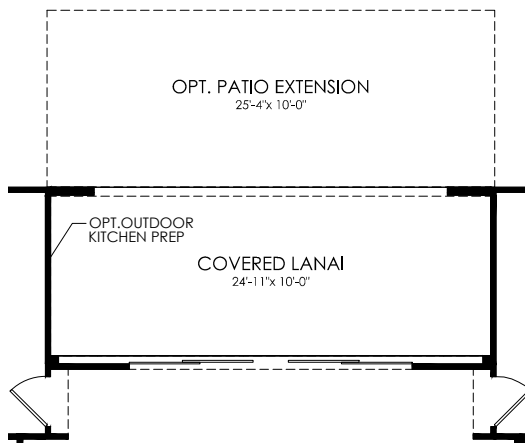 OPT. PATIO EXTENSION
25'-4"x 10'-0"
OPT.OUTDOOR
KITCHEN PREP
COVERED LANAI
24'-11"x 10'-0"